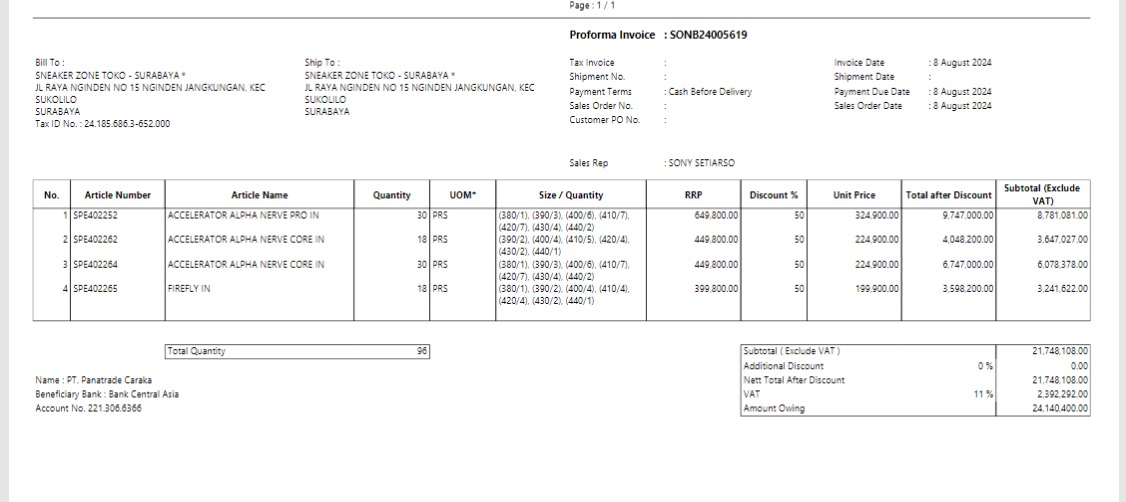 Page : 1 / 1
Proforma Invoice : SONB24005619
Bill To :
SNEAKER ZONE TOKO - SURABAYA *
JL RAYA NGINDEN NO 15 NGINDEN JANGKUNGAN, KEC
SUKOLILO
SURABAYA
Tax ID No. : 24.185.686.3-652.000
Ship To :
SNEAKER ZONE TOKO - SURABAYA *
JL RAYA NGINDEN NO 15 NGINDEN JANGKUNGAN, KEC
SUKOLILO
SURABAYA
Tax Invoice :
Shipment No. :
Payment Terms : Cash Before Delivery
Sales Order No. :
Customer PO No. :
Invoice Date : 8 August 2024
Shipment Date :
Payment Due Date : 8 August 2024
Sales Order Date : 8 August 2024
Sales Rep : SONY SETIARSO
No. Article Number Article Name Quantity UOM* Size / Quantity RRP Discount % Unit Price Total after Discount Subtotal (Exclude VAT)
1 SPE402252 ACCELERATOR ALPHA NERVE PRO IN 30 PRS (380/1), (390/3), (400/6), (410/7), 649,800.00 50 324,900.00 9,747,000.00 8,781,081.00
(420/7), (430/4), (440/2)
2 SPE402262 ACCELERATOR ALPHA NERVE CORE IN 18 PRS (390/2), (400/4), (410/5), (420/4), 449,800.00 50 224,900.00 4,048,200.00 3,647,027.00
(430/2), (440/1)
3 SPE402264 ACCELERATOR ALPHA NERVE CORE IN 30 PRS (380/1), (390/3), (400/6), (410/7), 449,800.00 50 224,900.00 6,747,000.00 6,078,378.00
(420/7), (430/4), (440/2)
4 SPE402265 FIREFLY IN 18 PRS (380/1), (390/2), (400/4), (410/4), 399,800.00 50 199,900.00 3,598,200.00 3,241,622.00
(420/4), (430/2), (440/1)
Total Quantity 96
Subtotal ( Exclude VAT ) 21,748,108.00
Additional Discount 0 % 0.00
Nett Total After Discount 21,748,108.00
VAT 11 % 2,392,292.00
Amount Owing 24,140,400.00
Name : PT. Panatrade Caraka
Beneficiary Bank : Bank Central Asia
Account No. 221.306.6366